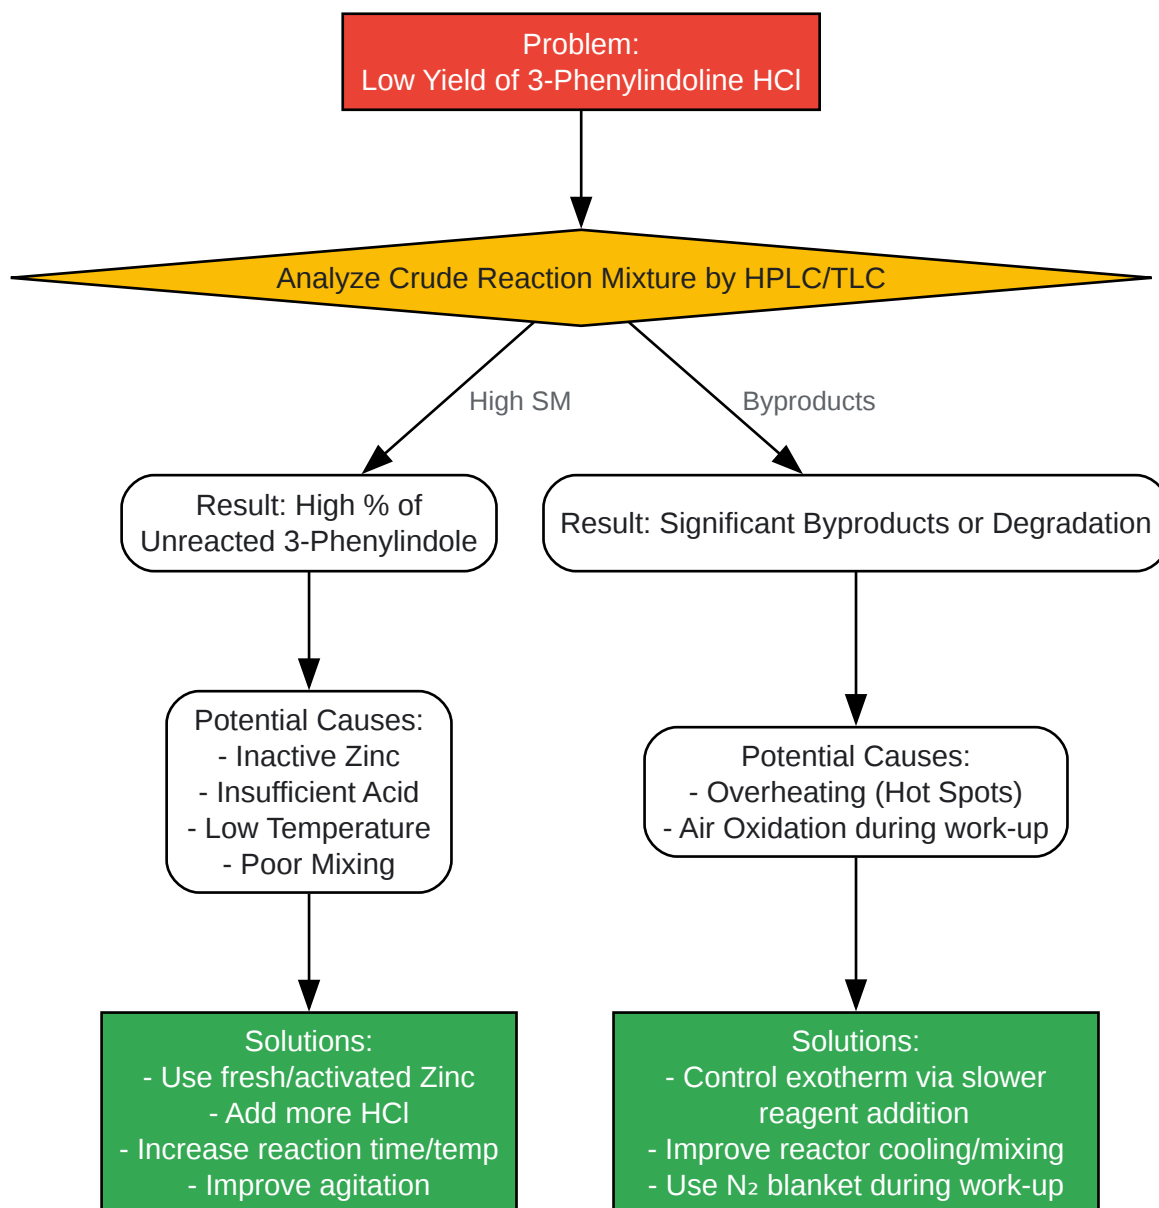 Problem:
Low Yield of 3-Phenylindoline HCl
Analyze Crude Reaction Mixture by HPLC/TLC
High SM
Byproducts
Result: High % of
Unreacted 3-Phenylindole
Result: Significant Byproducts or Degradation
Potential Causes:
- Inactive Zinc
- Insufficient Acid
- Low Temperature
- Poor Mixing
Potential Causes:
- Overheating (Hot Spots)
- Air Oxidation during work-up
Solutions:
- Use fresh/activated Zinc
- Add more HCl
- Increase reaction time/temp
- Improve agitation
Solutions:
- Control exotherm via slower
reagent addition
- Improve reactor cooling/mixing
- Use N₂ blanket during work-up